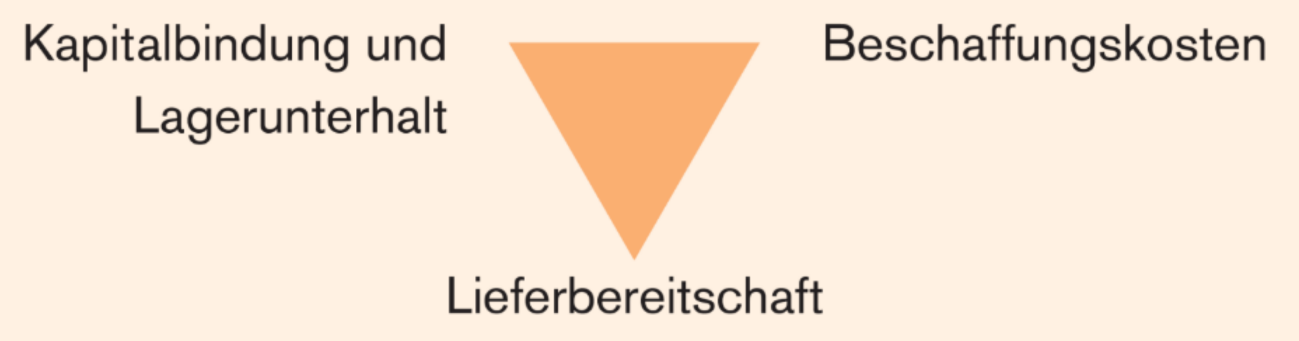 Kapitalbindung und
Lagerunterhalt
Beschaffungskosten
Lieferbereitschaft